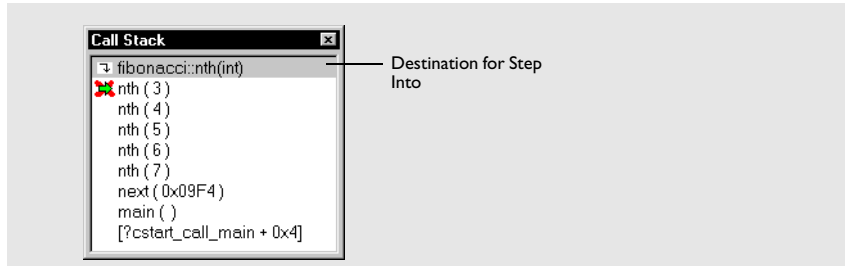 Call Stack
fibonacci::nth(int)
nth ( 3 )
nth ( 4 )
nth ( 5 )
nth ( 6 )
nth ( 7 )
next ( 0x09F4 )
main ( )
[?cstart_call_main + 0x4]
Destination for Step
Into